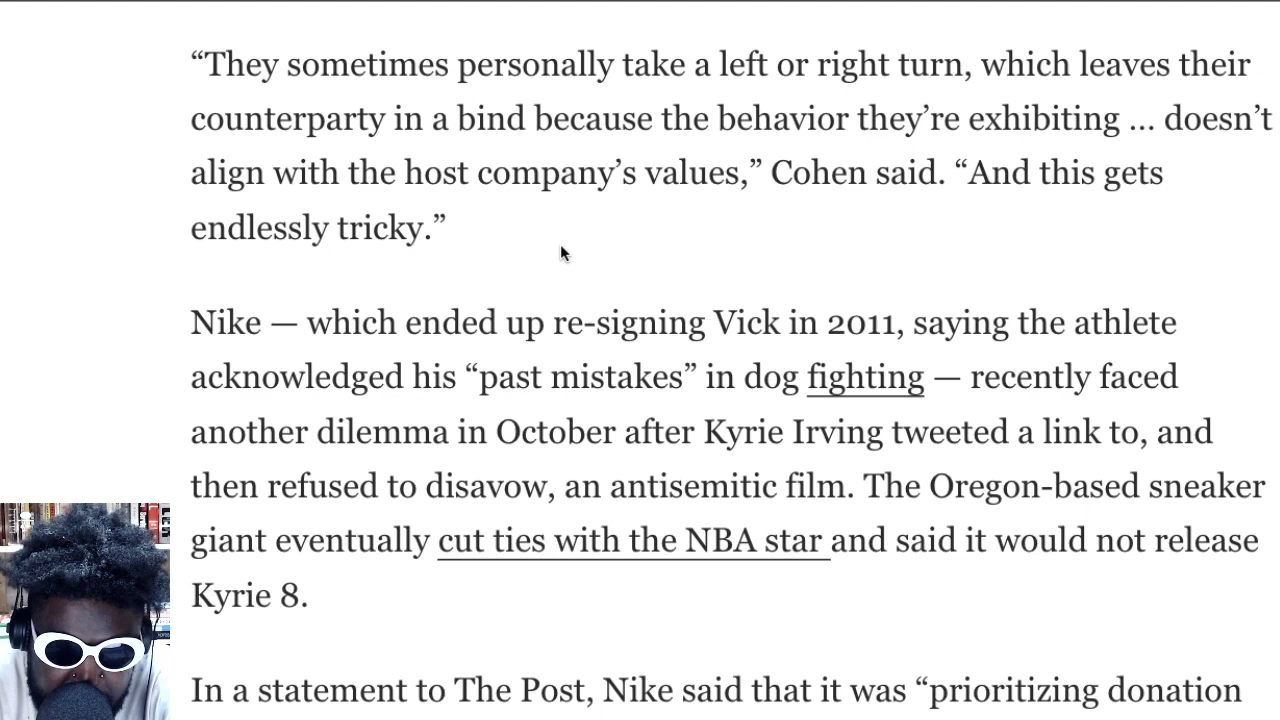 “They sometimes personally take a left or right turn, which leaves their
counterparty in a bind because the behavior they’re exhibiting ... doesn’t
align with the host company’s values,” Cohen said. “And this gets
endlessly tricky.”
Nike — which ended up re-signing Vick in 2011, saying the athlete
acknowledged his “past mistakes” in dog fighting — recently faced
another dilemma in October after Kyrie Irving tweeted a link to, and
then refused to disavow, an antisemitic film. The Oregon-based sneaker
giant eventually cut ties with the NBA star and said it would not release
Kyrie 8.
In a statement to The Post, Nike said that it was “prioritizing donation